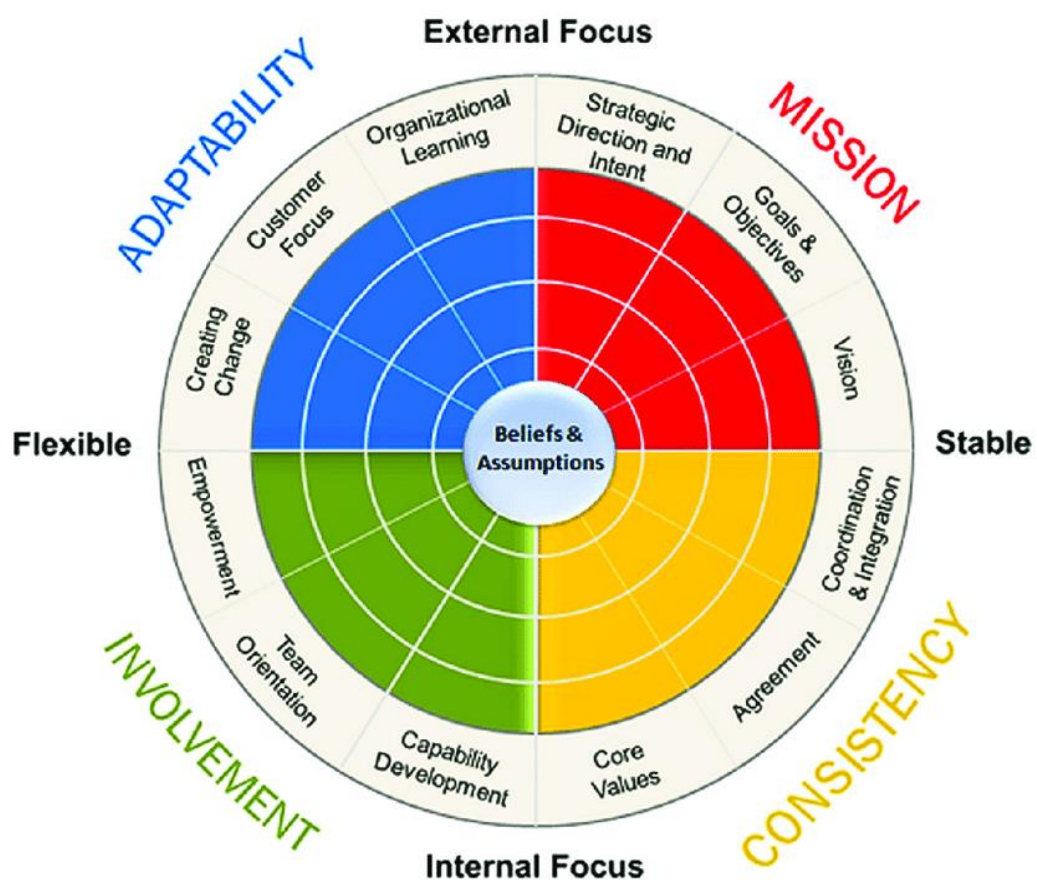 External Focus
ADAPTABILITY
MISSION
Organizational
Learning
Strategic
Direction and
Intent
Customer
Focus
Goals &
Objectives
Creating
Change
Vision
Flexible
Beliefs &
Assumptions
Stable
Empowerment
Coordination
& Integration
Team
Orientation
Agreement
Capability
Development
Core
Values
INVOLVEMENT
CONSISTENCY
Internal Focus